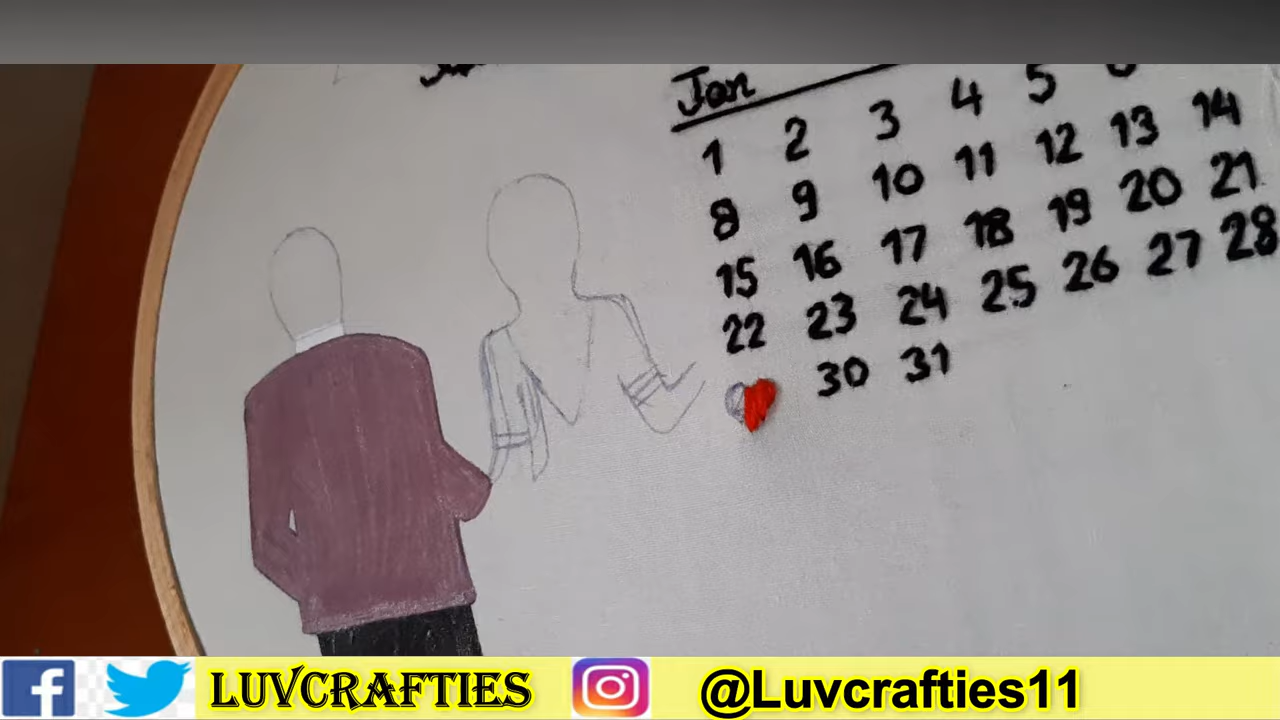 Jan
1 2 3 4 5
8 9 10 11 12 13 14
15 16 17 18 19 20 21
22 23 24 25 26 27 28
30 31
LUVCRAFTIES @Luvcrafties11